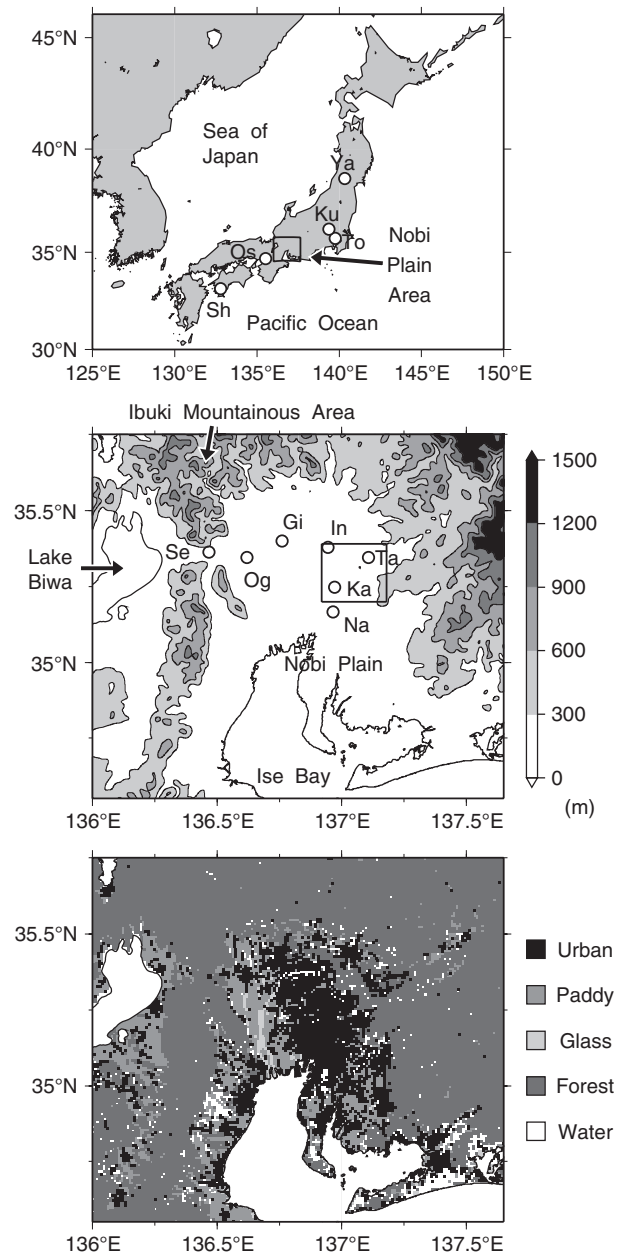 45°N
40°N
35°N
30°N
Sea of
Japan
Ya
Ku
To
Os
Sh
Nobi
Plain
Area
Pacific Ocean
125°E 130°E 135°E 140°E 145°E 150°E
Ibuki Mountainous Area
35.5°N
35°N
Lake
Biwa
Se
Og
Gi
In
Ta
Ka
Na
Nobi Plain
Ise Bay
136°E 136.5°E 137°E 137.5°E
1500
1200
900
600
300
0
(m)
35.5°N
35°N
136°E 136.5°E 137°E 137.5°E
Urban
Paddy
Glass
Forest
Water